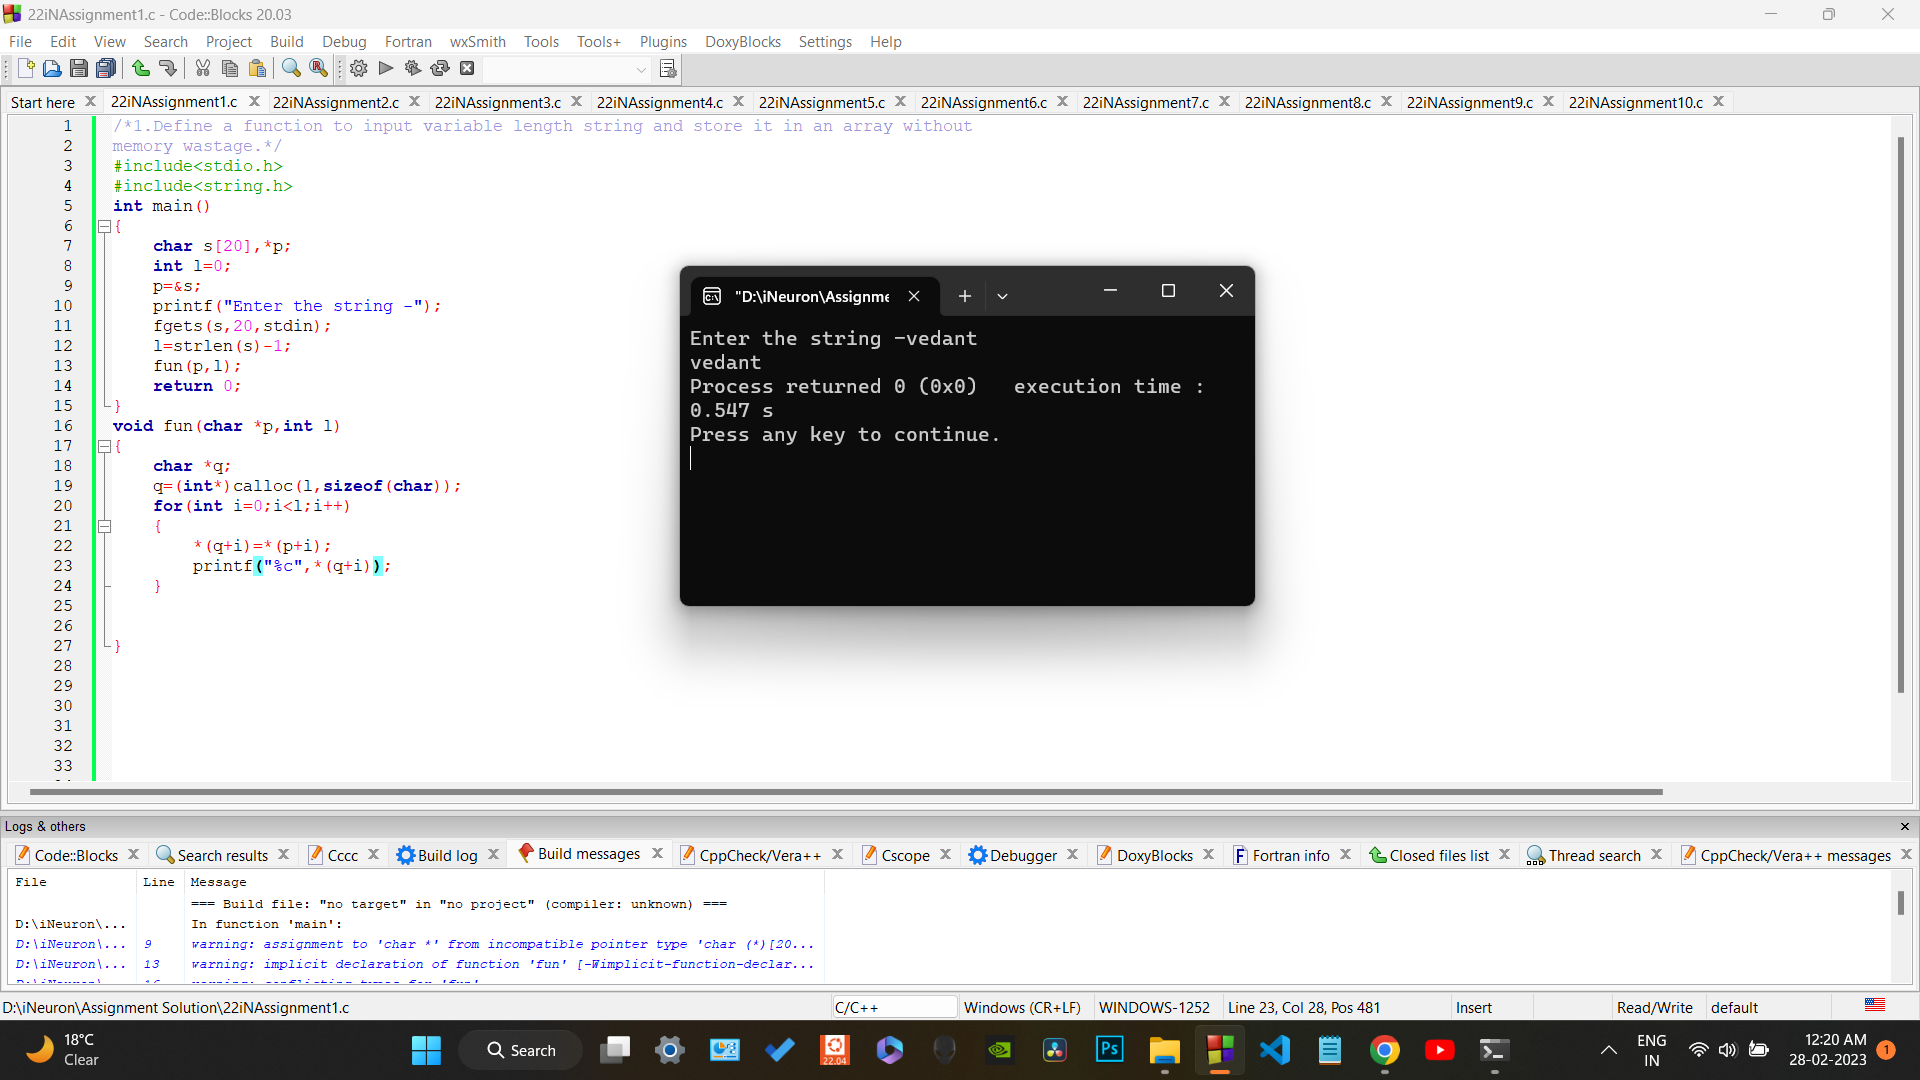 22iNAssignment1.c - Code::Blocks 20.03
File Edit View Search Project Build Debug Fortran wxSmith Tools Tools+ Plugins DoxyBlocks Settings Help
Start here 22iNAssignment1.c 22iNAssignment2.c 22iNAssignment3.c 22iNAssignment4.c 22iNAssignment5.c 22iNAssignment6.c 22iNAssignment7.c 22iNAssignment8.c 22iNAssignment9.c 22iNAssignment10.c
1 /*1.Define a function to input variable length string and store it in an array without
2 memory wastage.*/
3 #include<stdio.h>
4 #include<string.h>
5 int main()
6 {
7 char s[20],*p;
8 int l=0;
9 p=&s;
10 printf("Enter the string -");
11 fgets(s,20,stdin);
12 l=strlen(s)-1;
13 fun(p,l);
14 return 0;
15 }
16 void fun(char *p,int l)
17 {
18 char *q;
19 q=(int*)calloc(l,sizeof(char));
20 for(int i=0;i<l;i++)
21 {
22 *(q+i)=*(p+i);
23 printf("%c",*(q+i));
24 }
25
26
27 }
28
29
30
31
32
33
"D:\iNeuron\Assignme
Enter the string -vedant
vedant
Process returned 0 (0x0) execution time :
0.547 s
Press any key to continue.
Logs & others
Code::Blocks Search results Cccc Build log Build messages CppCheck/Vera++ Cscope Debugger DoxyBlocks Fortran info Closed files list Thread search CppCheck/Vera++ messages
File Line Message
=== Build file: "no target" in "no project" (compiler: unknown) ===
D:\iNeuron\... In function 'main':
D:\iNeuron\... 9 warning: assignment to 'char *' from incompatible pointer type 'char (*)[20...
D:\iNeuron\... 13 warning: implicit declaration of function 'fun' [-Wimplicit-function-declar...
D:\iNeuron\Assignment Solution\22iNAssignment1.c C/C++ Windows (CR+LF) WINDOWS-1252 Line 23, Col 28, Pos 481 Insert Read/Write default
18°C
Clear
Search
22.04
Ps
ENG
IN
12:20 AM
28-02-2023
1